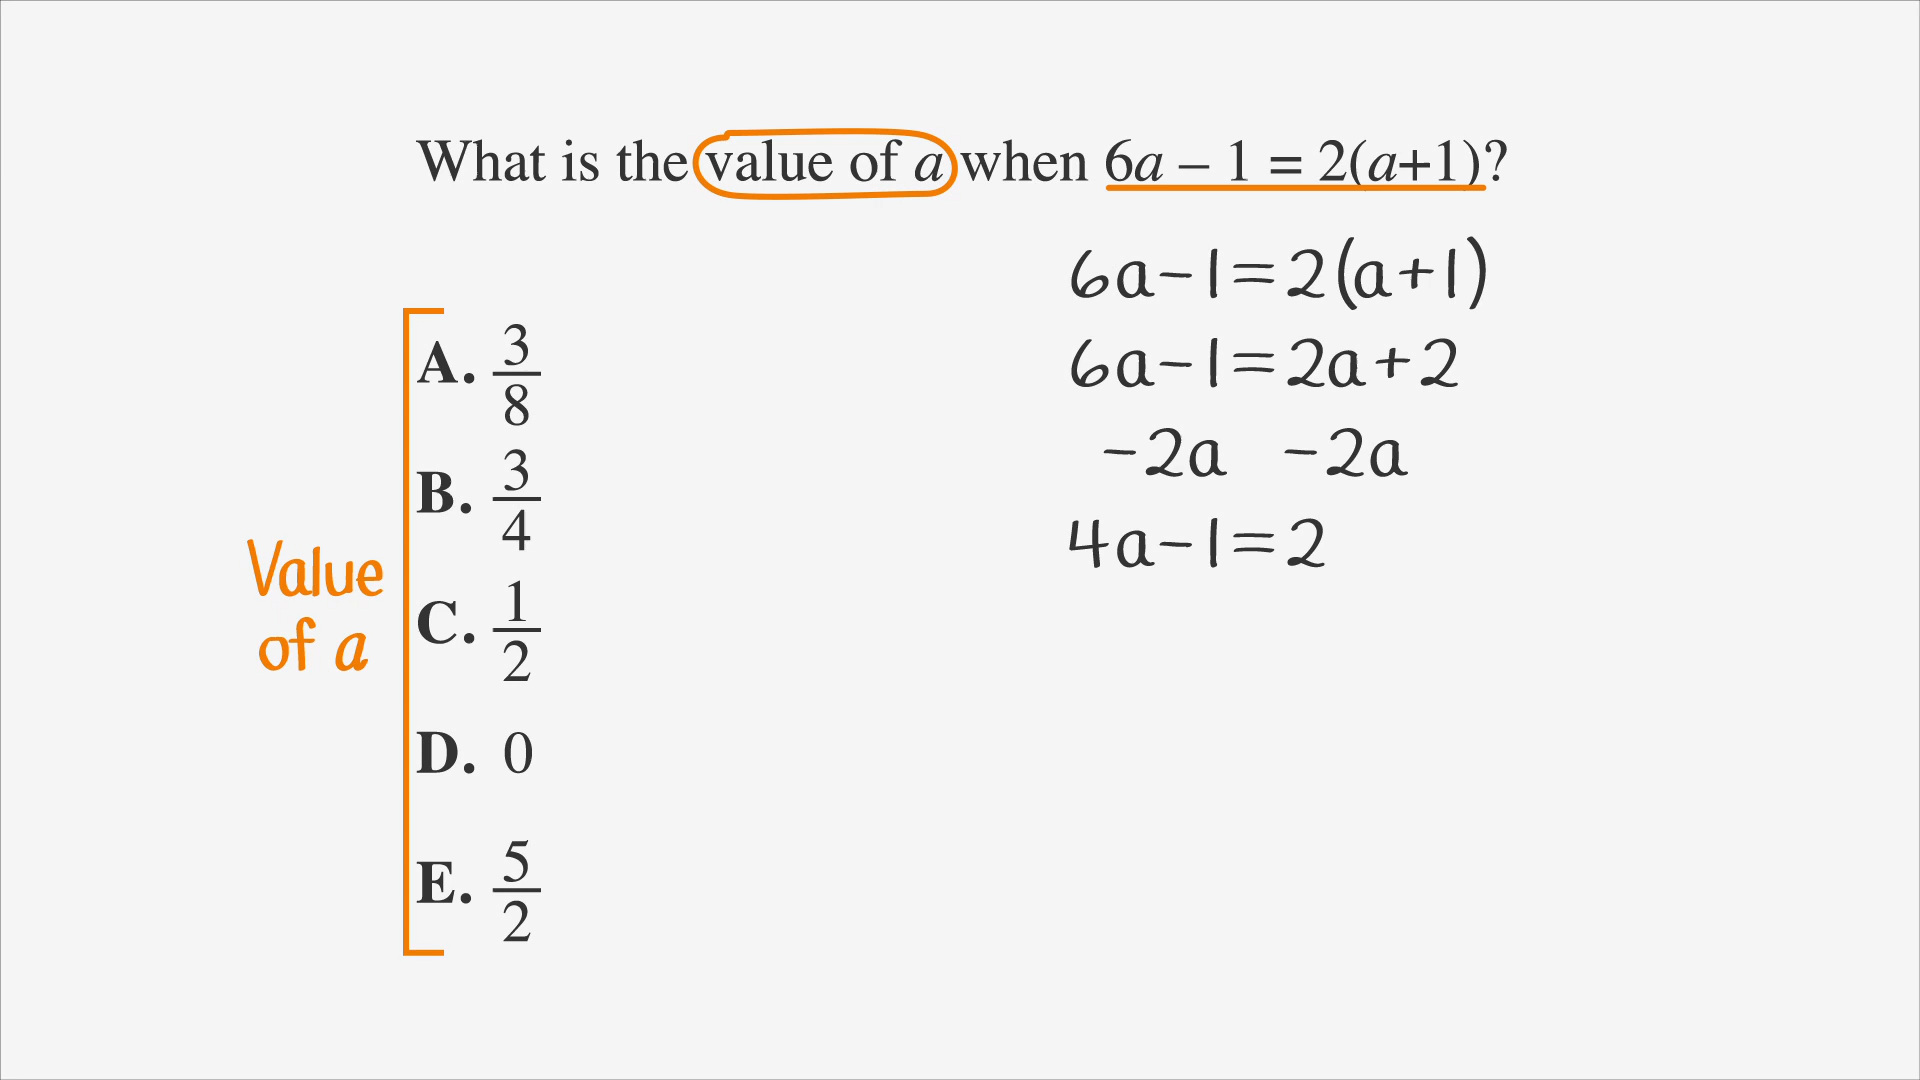 What is the value of a when 6a – 1 = 2(a+1)?
6a-1=2(a+1)
6a-1=2a+2
-2a -2a
4a-1=2
Value
of a
A. 3/8
B. 3/4
C. 1/2
D. 0
E. 5/2